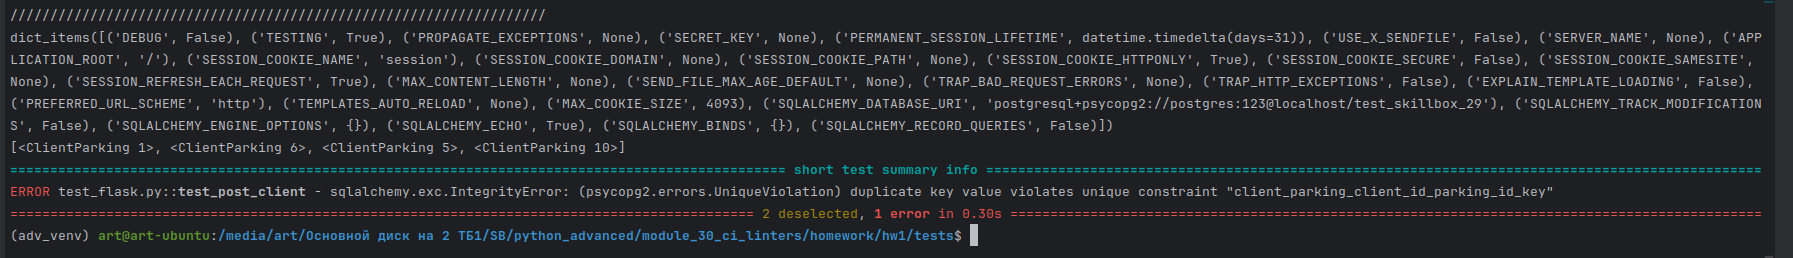 ///////////////////////////////////////////////////////////////////
dict_items([('DEBUG', False), ('TESTING', True), ('PROPAGATE_EXCEPTIONS', None), ('SECRET_KEY', None), ('PERMANENT_SESSION_LIFETIME', datetime.timedelta(days=31)), ('USE_X_SENDFILE', False), ('SERVER_NAME', None), ('APP
LICATION_ROOT', '/'), ('SESSION_COOKIE_NAME', 'session'), ('SESSION_COOKIE_DOMAIN', None), ('SESSION_COOKIE_PATH', None), ('SESSION_COOKIE_HTTPONLY', True), ('SESSION_COOKIE_SECURE', False), ('SESSION_COOKIE_SAMESITE',
None), ('SESSION_REFRESH_EACH_REQUEST', True), ('MAX_CONTENT_LENGTH', None), ('SEND_FILE_MAX_AGE_DEFAULT', None), ('TRAP_BAD_REQUEST_ERRORS', None), ('TRAP_HTTP_EXCEPTIONS', False), ('EXPLAIN_TEMPLATE_LOADING', False),
('PREFERRED_URL_SCHEME', 'http'), ('TEMPLATES_AUTO_RELOAD', None), ('MAX_COOKIE_SIZE', 4093), ('SQLALCHEMY_DATABASE_URI', 'postgresql+psycopg2://postgres:123@localhost/test_skillbox_29'), ('SQLALCHEMY_TRACK_MODIFICATION
S', False), ('SQLALCHEMY_ENGINE_OPTIONS', {}), ('SQLALCHEMY_ECHO', True), ('SQLALCHEMY_BINDS', {}), ('SQLALCHEMY_RECORD_QUERIES', False)])
[<ClientParking 1>, <ClientParking 6>, <ClientParking 5>, <ClientParking 10>]
================================================================================================= short test summary info =================================================================================================
ERROR test_flask.py::test_post_client - sqlalchemy.exc.IntegrityError: (psycopg2.errors.UniqueViolation) duplicate key value violates unique constraint "client_parking_client_id_parking_id_key"
============================================================================================= 2 deselected, 1 error in 0.30s ==============================================================================================
(adv_venv) art@art-ubuntu:/media/art/Основной диск на 2 ТБ1/SB/python_advanced/module_30_ci_linters/homework/hw1/tests$